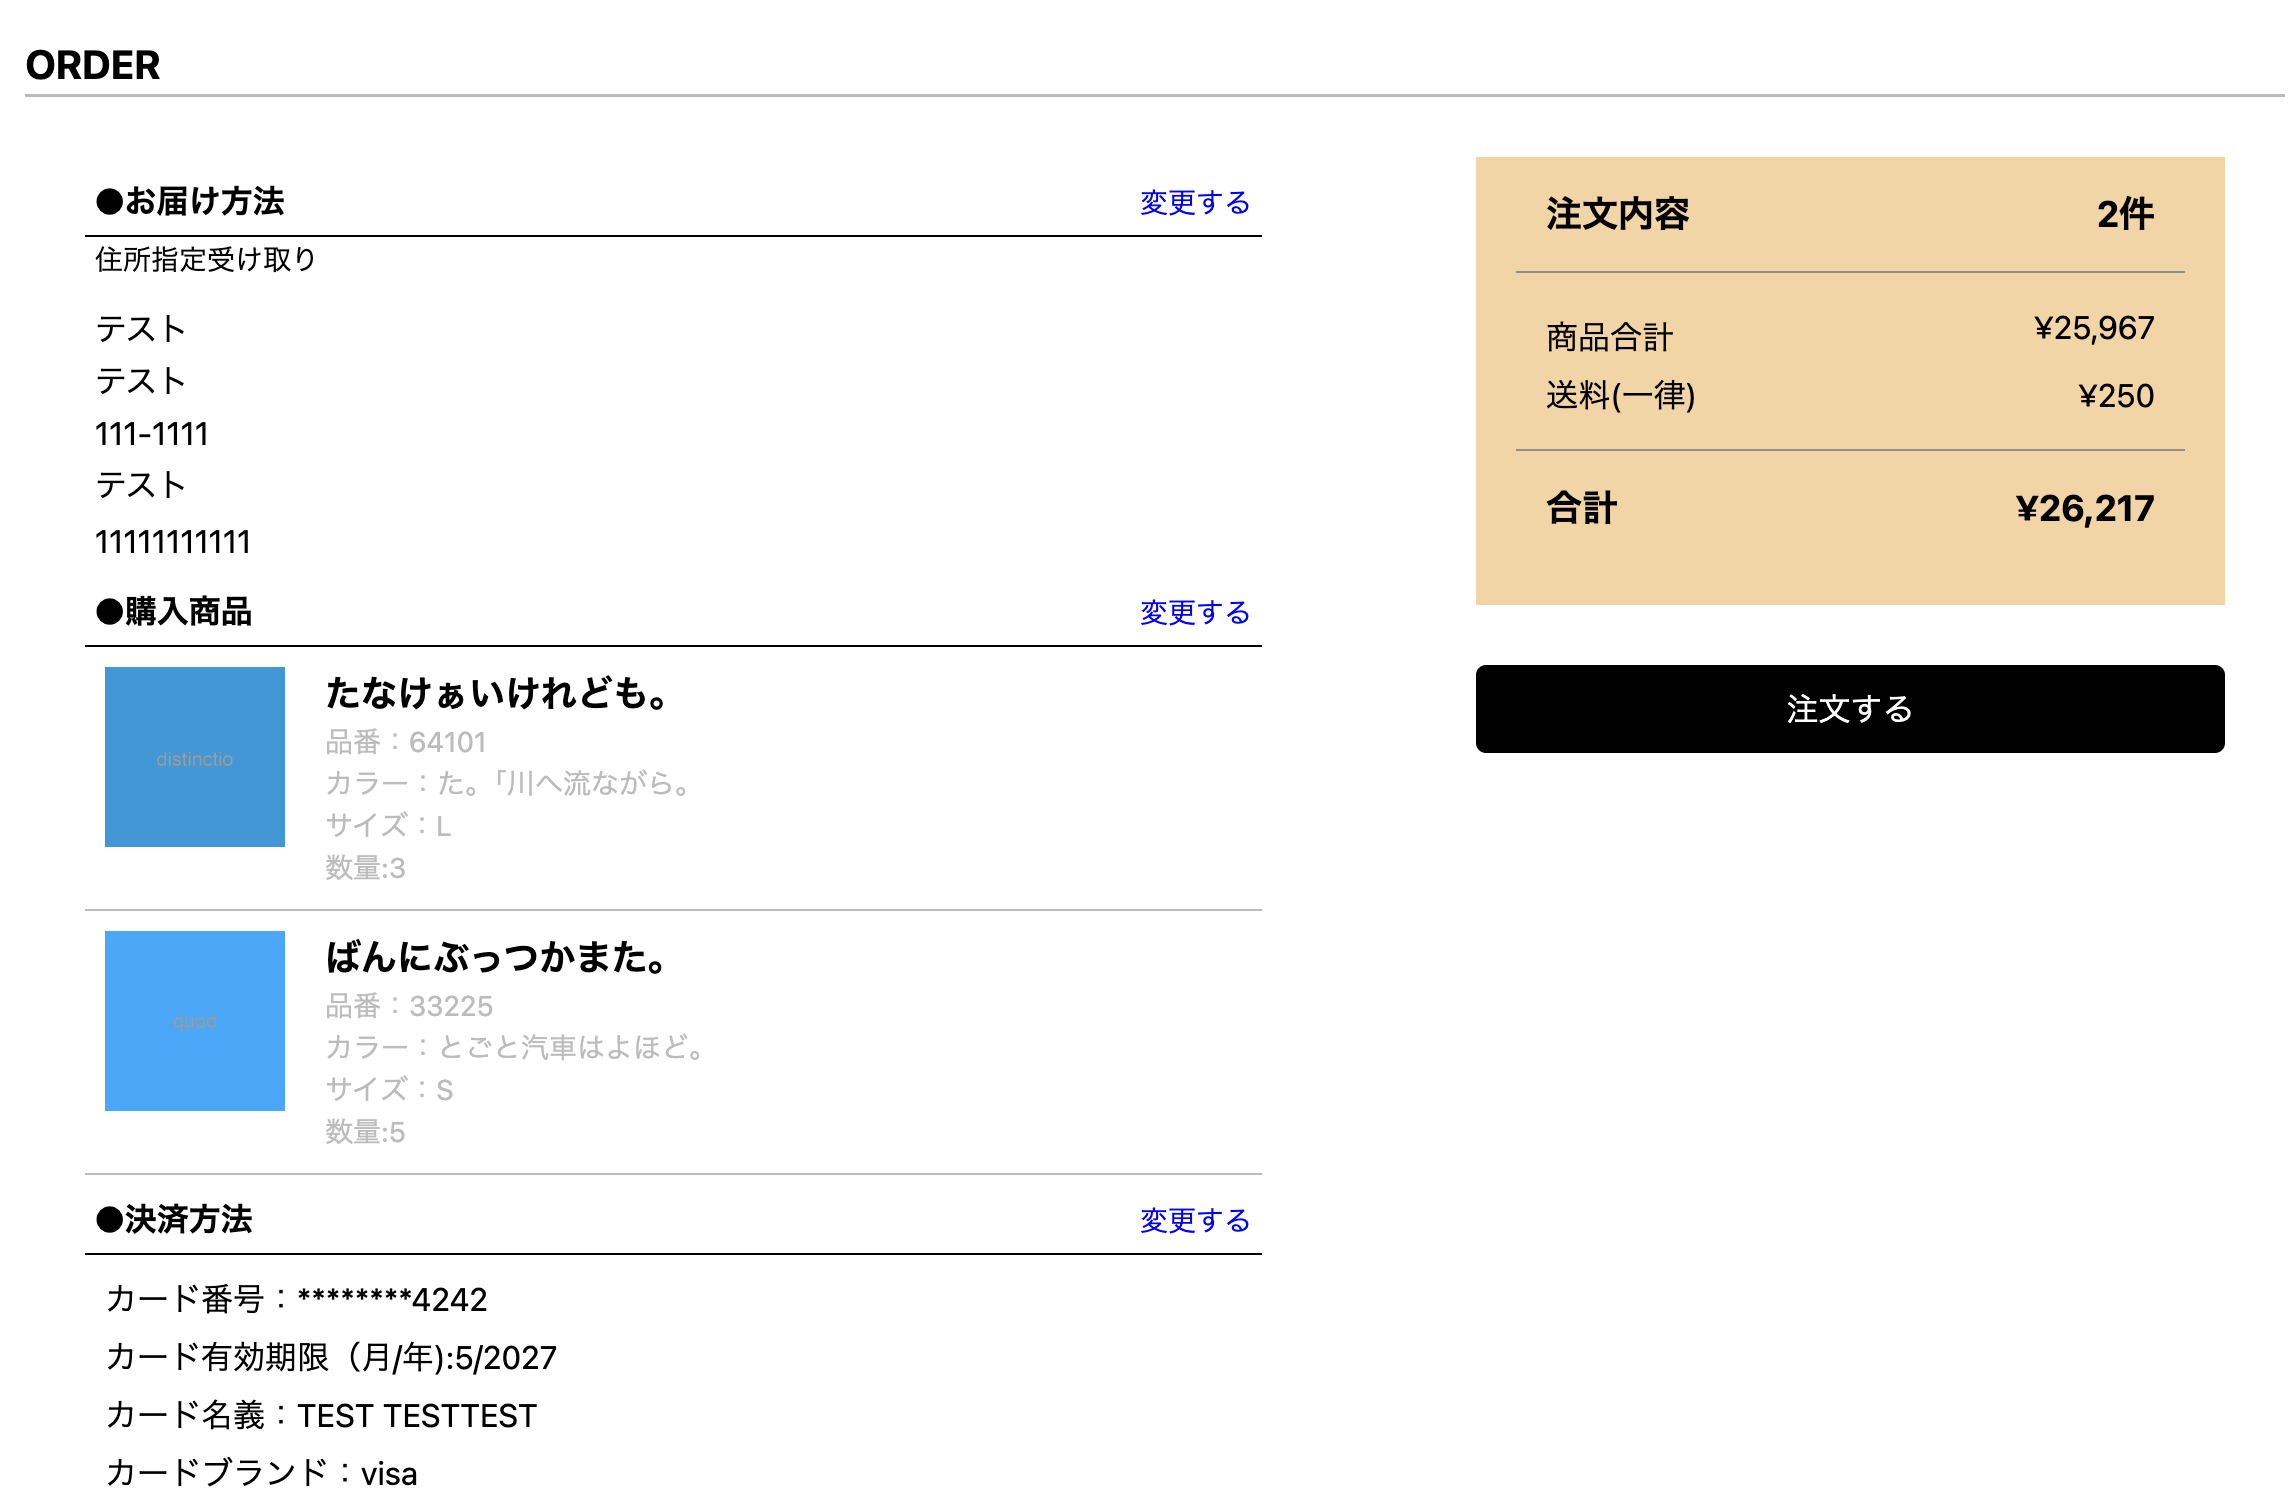 ORDER
●お届け方法
変更する
住所指定受け取り
テスト
テスト
111-1111
テスト
11111111111
●購入商品
変更する
distinctio
たなけぁいけれども。
品番：64101
カラー：た。「川へ流ながら。
サイズ：L
数量:3
quod
ばんにぶっつかまた。
品番：33225
カラー：とごと汽車はよほど。
サイズ：S
数量:5
●決済方法
変更する
カード番号：********4242
カード有効期限（月/年):5/2027
カード名義：TEST TESTTEST
カードブランド：visa
注文内容 2件
商品合計 ¥25,967
送料(一律) ¥250
合計 ¥26,217
注文する